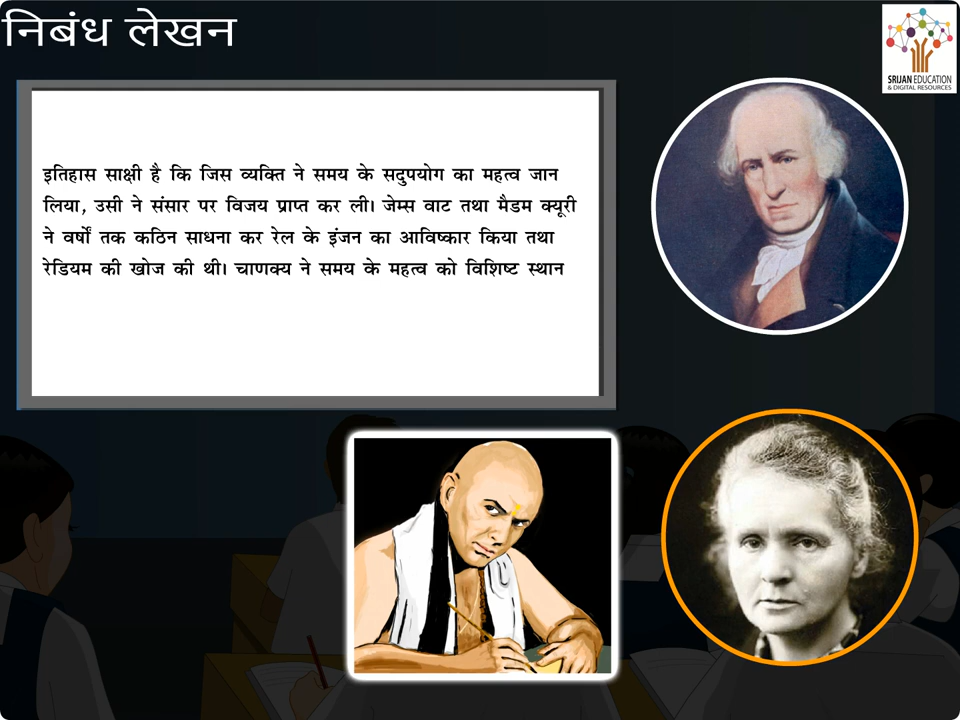 निबंध लेखन
SRIJAN EDUCATION
& DIGITAL RESOURCES
इतिहास साक्षी है कि जिस व्यक्ति ने समय के सदुपयोग का महत्व जान
लिया, उसी ने संसार पर विजय प्राप्त कर ली। जेम्स वाट तथा मैडम क्यूरी
ने वर्षों तक कठिन साधना कर रेल के इंजन का आविष्कार किया तथा
रेडियम की खोज की थी। चाणक्य ने समय के महत्व को विशिष्ट स्थान